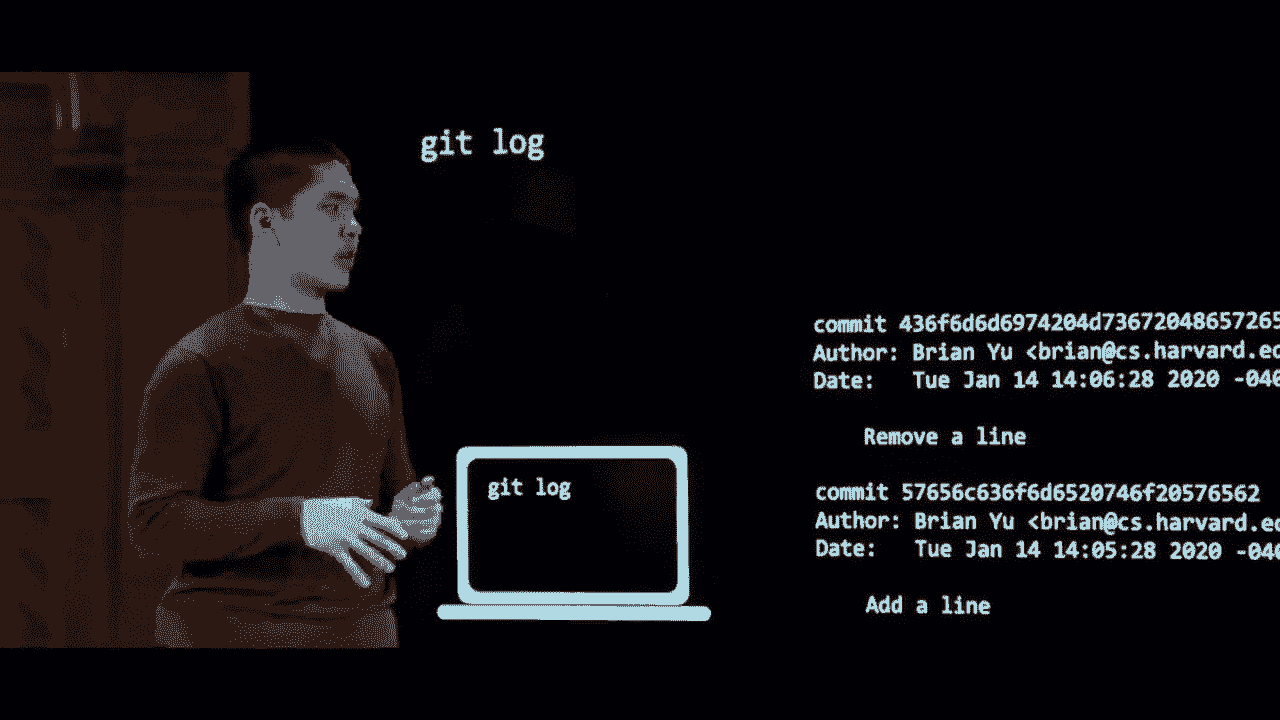 git log
git log
commit 436f6d6d6974204d73672048657265
Author: Brian Yu <brian@cs.harvard.ed
Date:   Tue Jan 14 14:06:28 2020 -040
Remove a line
commit 57656c636f6d6520746f20576562
Author: Brian Yu <brian@cs.harvard.ed
Date:   Tue Jan 14 14:05:28 2020 -040
Add a line